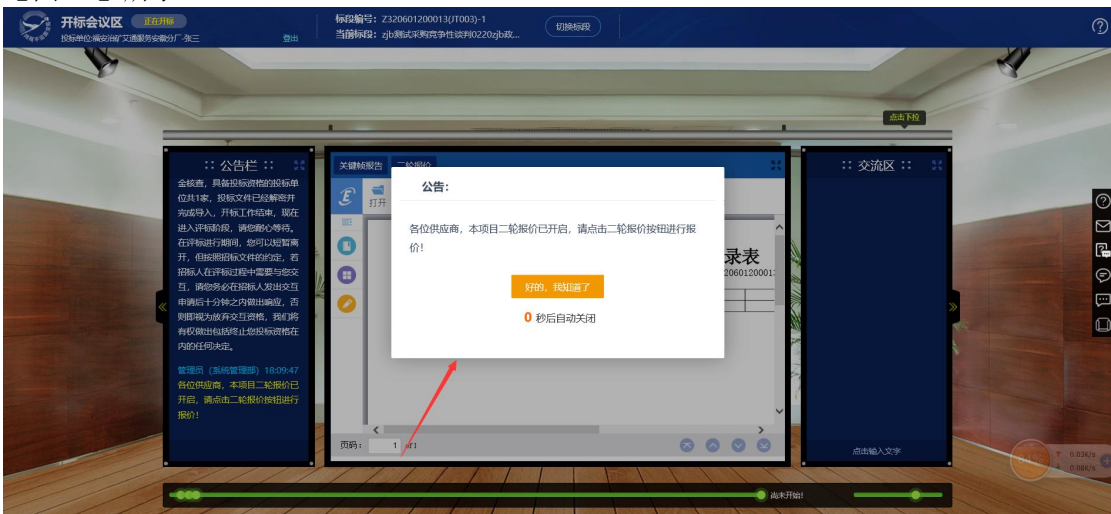 开标会议区 正在开标
投标单位:瑞安冶矿艾通服务安徽分厂-张三 登出
标段编号：Z320601200013(JT003)-1
当前标段：zjb测试采购竞争性谈判0220zjb政...
切换标段
点击下拉
:: 公告栏 ::
金核查，具备投标资格的投标单
位共1家，投标文件已经解密并
完成导入，开标工作结束，现在
进入评标阶段，请您耐心等待。
在评标进行期间，您可以短暂离
开，但按照招标文件的约定，若
招标人在评标过程中需要与您交
互，请您务必在招标人发出交互
申请后十分钟之内做出响应，否
则即视为放弃交互资格，我们将
有权做出包括终止您投标资格在
内的任何决定。
管理员（系统管理部）18:09:47
各位供应商，本项目二轮报价已
开启，请点击二轮报价按钮进行
报价！
关键帧报告 二轮报价
打开
录表
2060120001
公告：
各位供应商，本项目二轮报价已开启，请点击二轮报价按钮进行报
价！
好的，我知道了
0 秒后自动关闭
页码： 1 of1
:: 交流区 ::
点击输入文字
尚未开始!
0.03K/s
0.08K/s